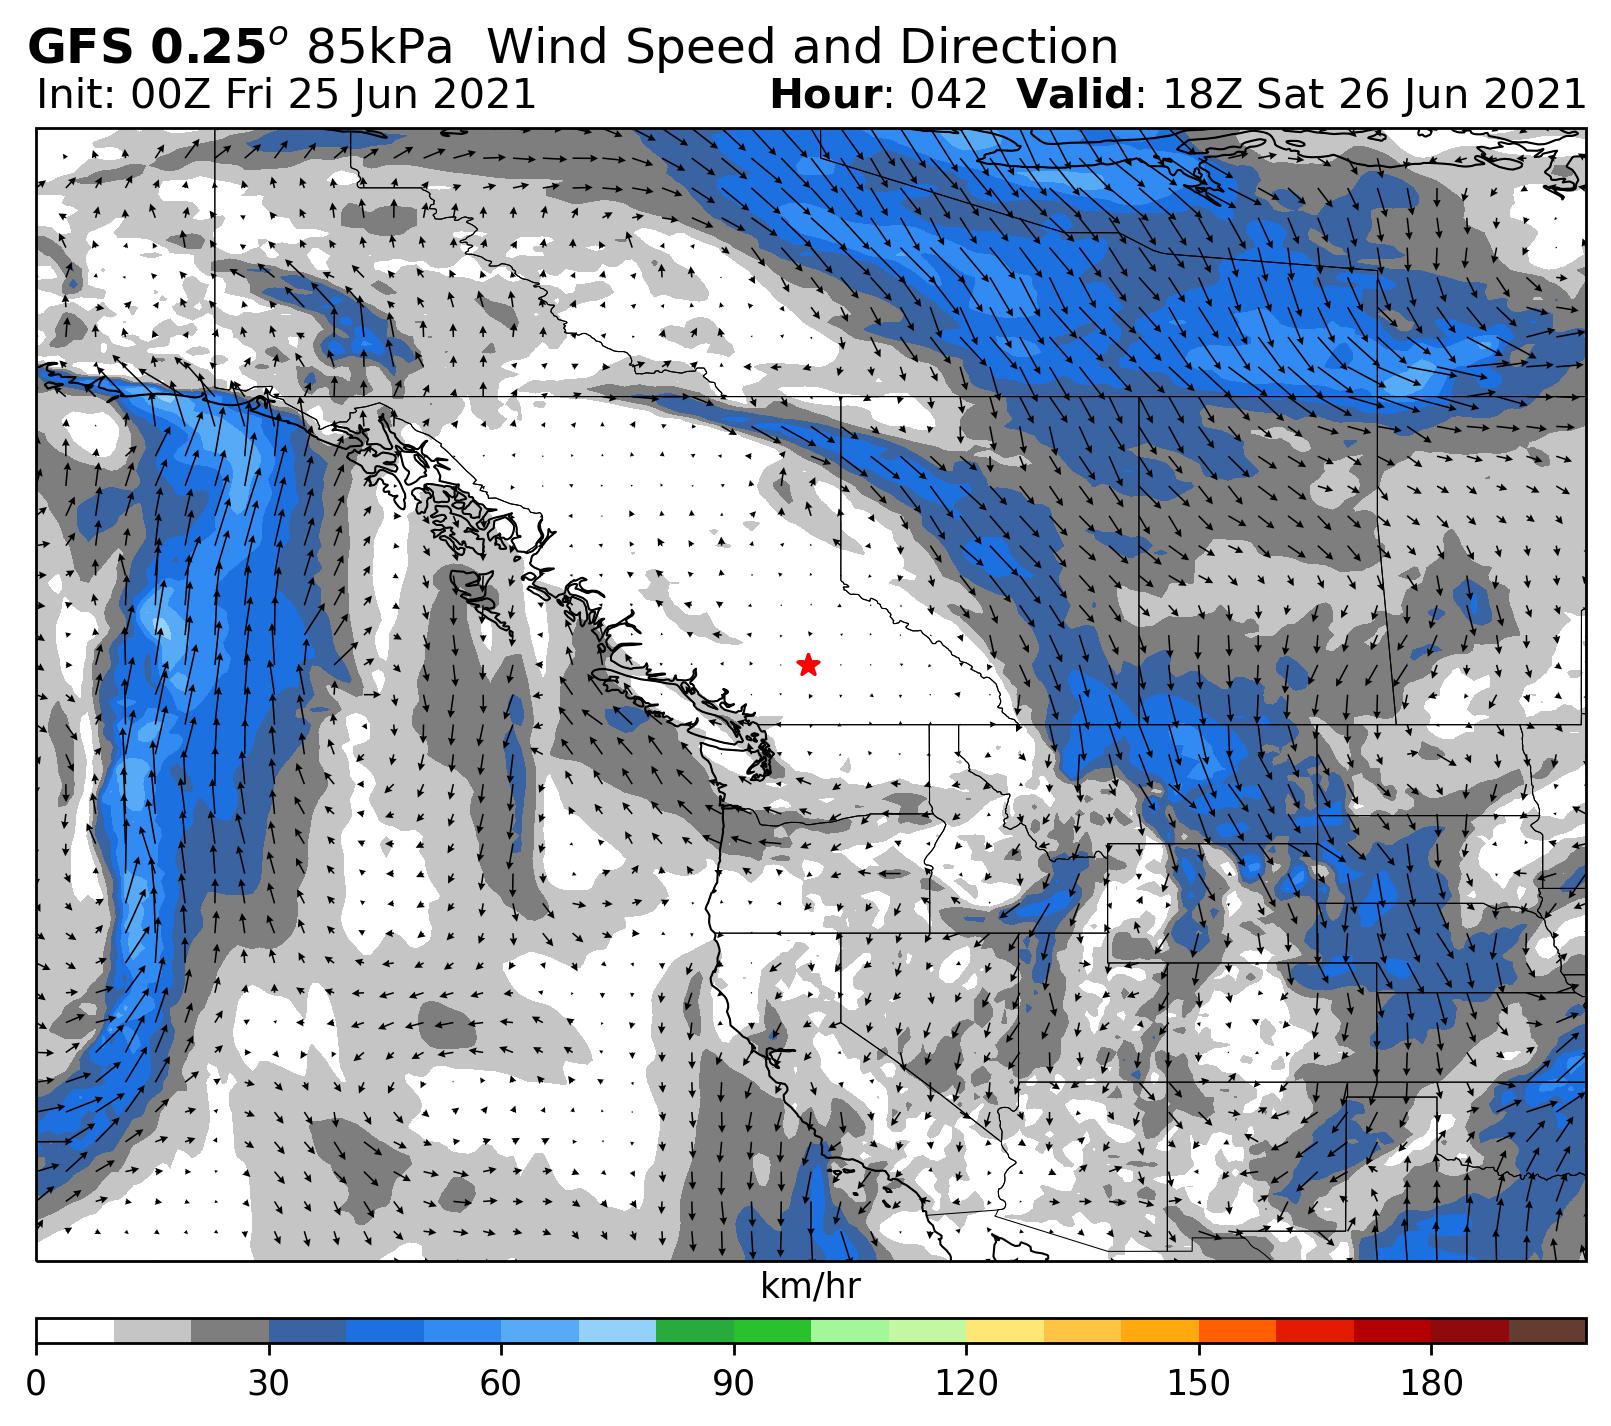 GFS 0.25° 85kPa Wind Speed and Direction
Init: 00Z Fri 25 Jun 2021 Hour: 042 Valid: 18Z Sat 26 Jun 2021
km/hr
0 30 60 90 120 150 180